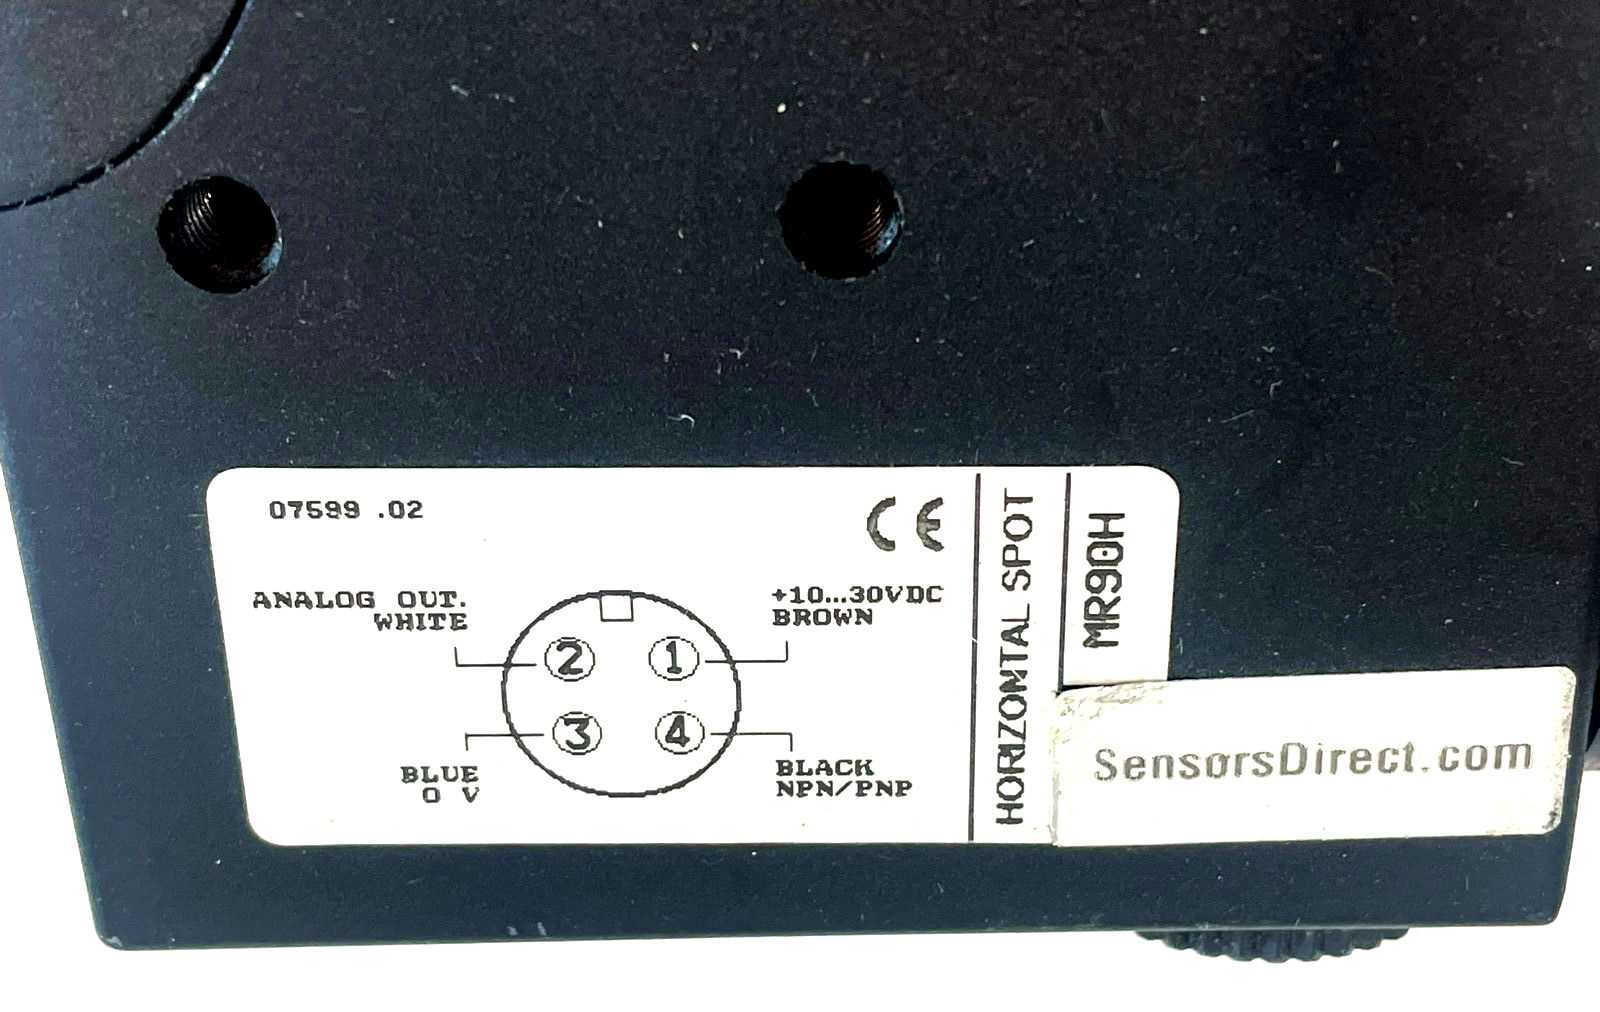 07599 .02
CE
ANALOG OUT.
WHITE
+10...30VDC
BROWN
2
1
3
4
BLUE
0 V
BLACK
NPN/PNP
HORIZONTAL SPOT
MR90H
SensorsDirect.com